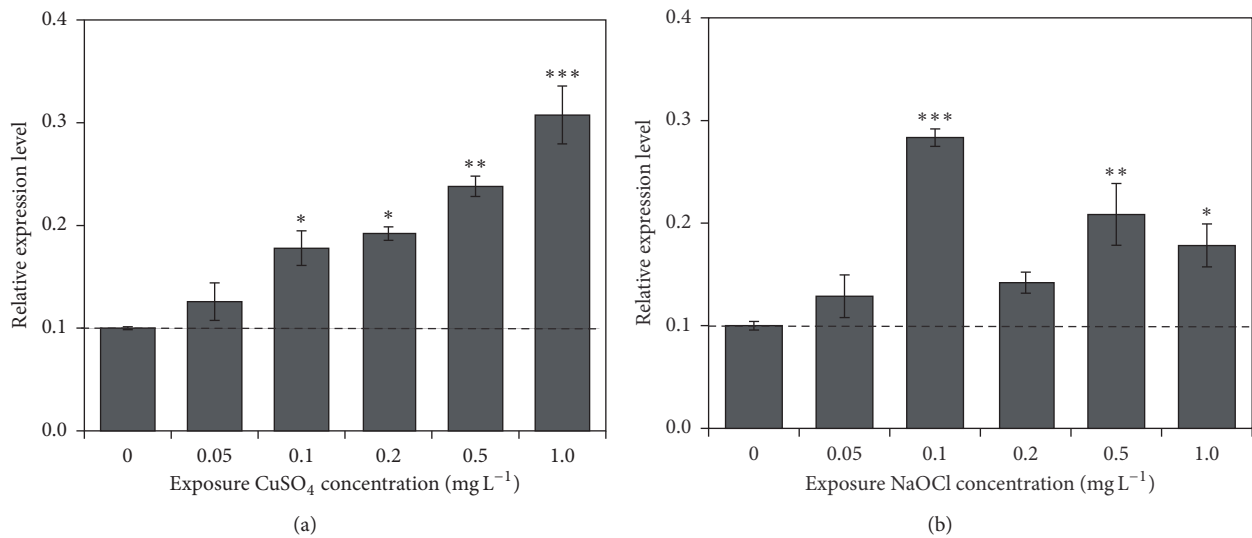 0.4
0.3
0.2
0.1
0.0
Relative expression level
*
*
**
***
0 0.05 0.1 0.2 0.5 1.0
Exposure CuSO₄ concentration (mg L⁻¹)
(a)
0.4
0.3
0.2
0.1
0.0
Relative expression level
***
**
*
0 0.05 0.1 0.2 0.5 1.0
Exposure NaOCl concentration (mg L⁻¹)
(b)